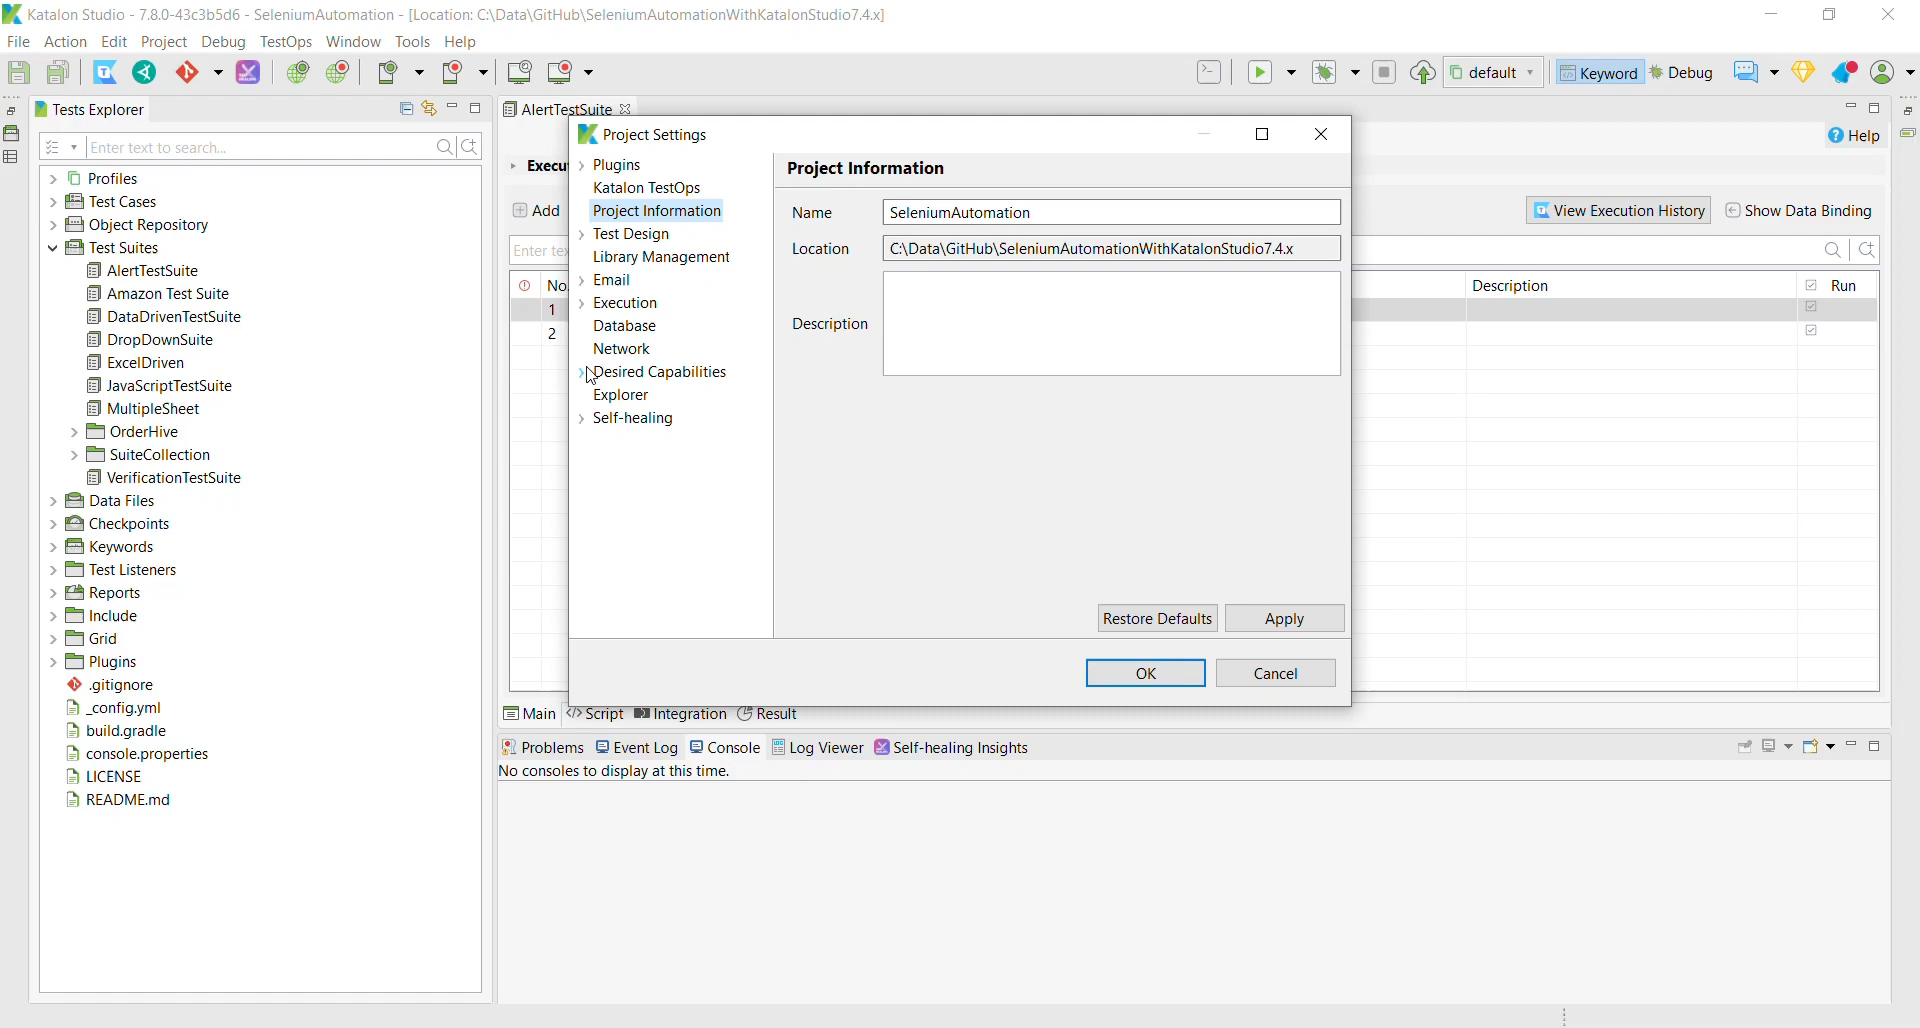 Katalon Studio - 7.8.0-43c3b5d6 - SeleniumAutomation - [Location: C:\Data\GitHub\SeleniumAutomationWithKatalonStudio7.4.x]
File Action Edit Project Debug TestOps Window Tools Help
default Keyword Debug
Tests Explorer
AlertTestSuite
Help
Enter text to search...
Profiles
Test Cases
Object Repository
Test Suites
AlertTestSuite
Amazon Test Suite
DataDrivenTestSuite
DropDownSuite
ExcelDriven
JavaScriptTestSuite
MultipleSheet
OrderHive
SuiteCollection
VerificationTestSuite
Data Files
Checkpoints
Keywords
Test Listeners
Reports
Include
Grid
Plugins
.gitignore
_config.yml
build.gradle
console.properties
LICENSE
README.md
Execu
Add
View Execution History
Show Data Binding
Enter tex
No.
Description
Run
1
2
Project Settings
Plugins
Katalon TestOps
Project Information
Test Design
Library Management
Email
Execution
Database
Network
Desired Capabilities
Explorer
Self-healing
Project Information
Name SeleniumAutomation
Location C:\Data\GitHub\SeleniumAutomationWithKatalonStudio7.4.x
Description
Restore Defaults Apply
OK Cancel
Main Script Integration Result
Problems Event Log Console Log Viewer Self-healing Insights
No consoles to display at this time.